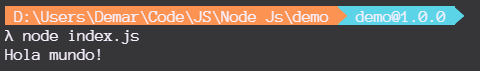 D:\Users\Demar\Code\JS\Node Js\demo demo@1.0.0
λ node index.js
Hola mundo!